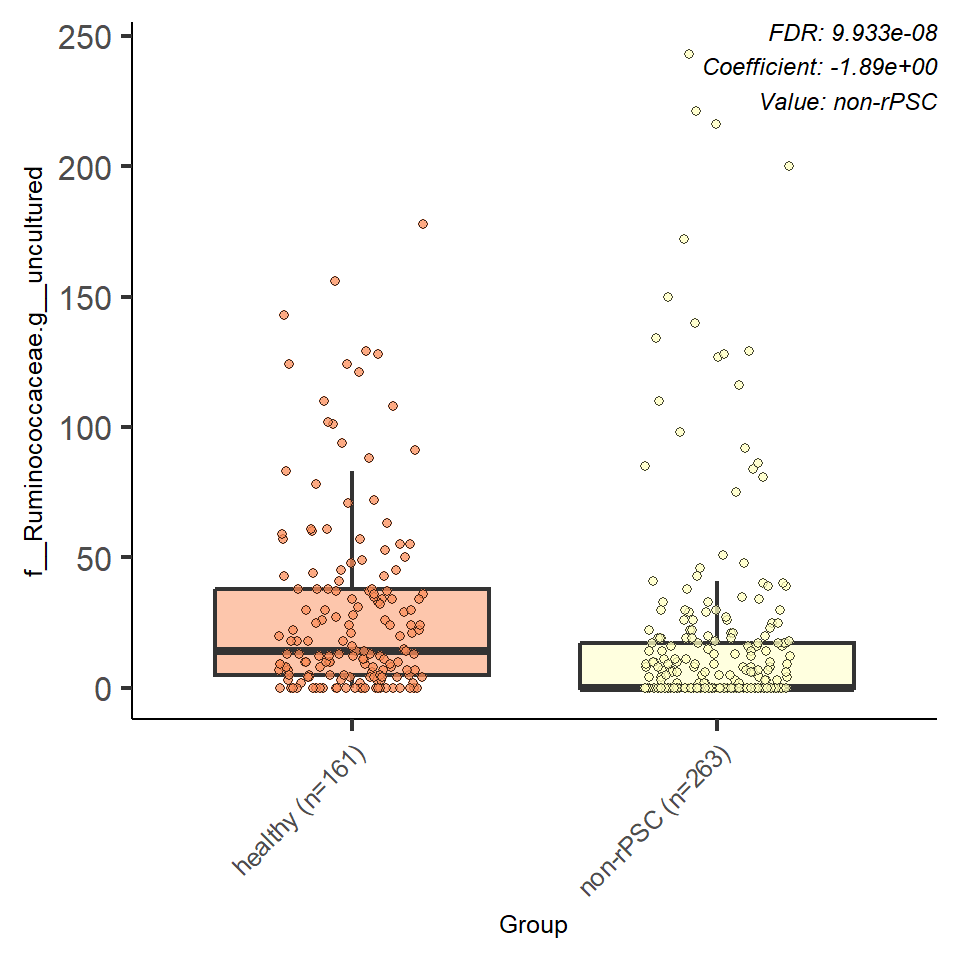 FDR: 9.933e-08
Coefficient: -1.89e+00
Value: non-rPSC
f__Ruminococcaceae.g__uncultured
250
200
150
100
50
0
healthy (n=161)
non-rPSC (n=263)
Group